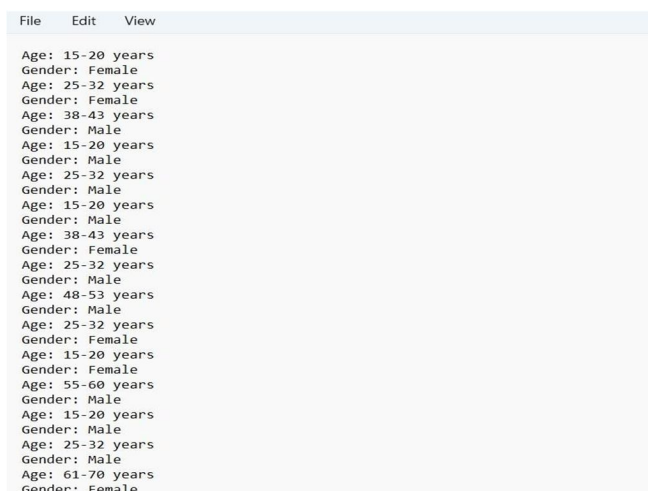 File Edit View
Age: 15-20 years
Gender: Female
Age: 25-32 years
Gender: Female
Age: 38-43 years
Gender: Male
Age: 15-20 years
Gender: Male
Age: 25-32 years
Gender: Male
Age: 15-20 years
Gender: Male
Age: 38-43 years
Gender: Female
Age: 25-32 years
Gender: Male
Age: 48-53 years
Gender: Male
Age: 25-32 years
Gender: Female
Age: 15-20 years
Gender: Female
Age: 55-60 years
Gender: Male
Age: 15-20 years
Gender: Male
Age: 25-32 years
Gender: Male
Age: 61-70 years
Gender: Female